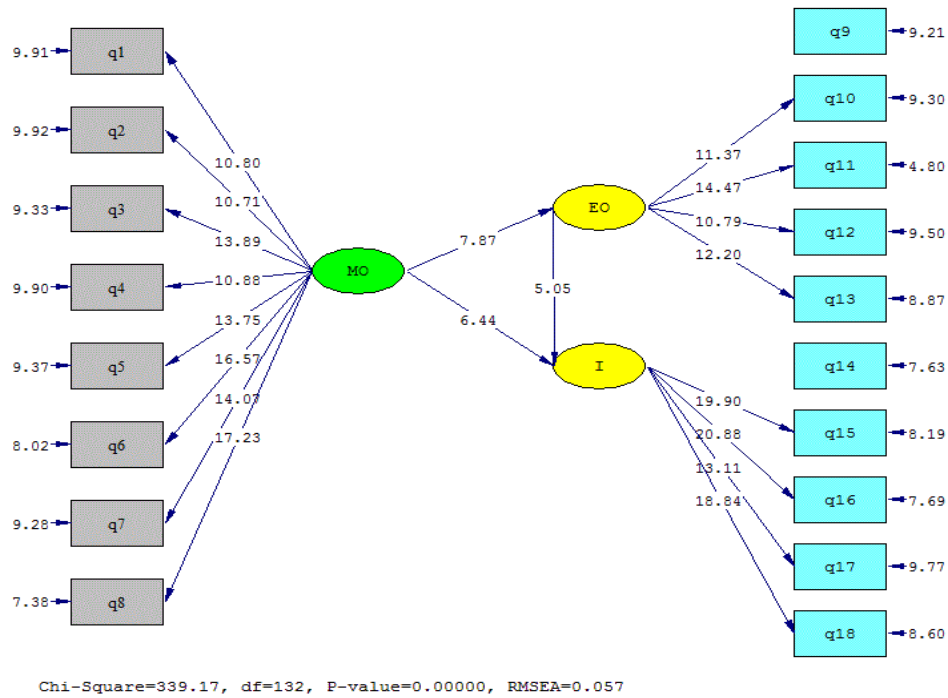 9.91 q1
9.92 q2
9.33 q3
9.90 q4
9.37 q5
8.02 q6
9.28 q7
7.38 q8
10.80
10.71
13.89
10.88
13.75
16.57
14.07
17.23
MO
7.87
6.44
EO
5.05
I
11.37
14.47
10.79
12.20
19.90
20.88
13.11
18.84
q9 9.21
q10 9.30
q11 4.80
q12 9.50
q13 8.87
q14 7.63
q15 8.19
q16 7.69
q17 9.77
q18 8.60
Chi-Square=339.17, df=132, P-value=0.00000, RMSEA=0.057